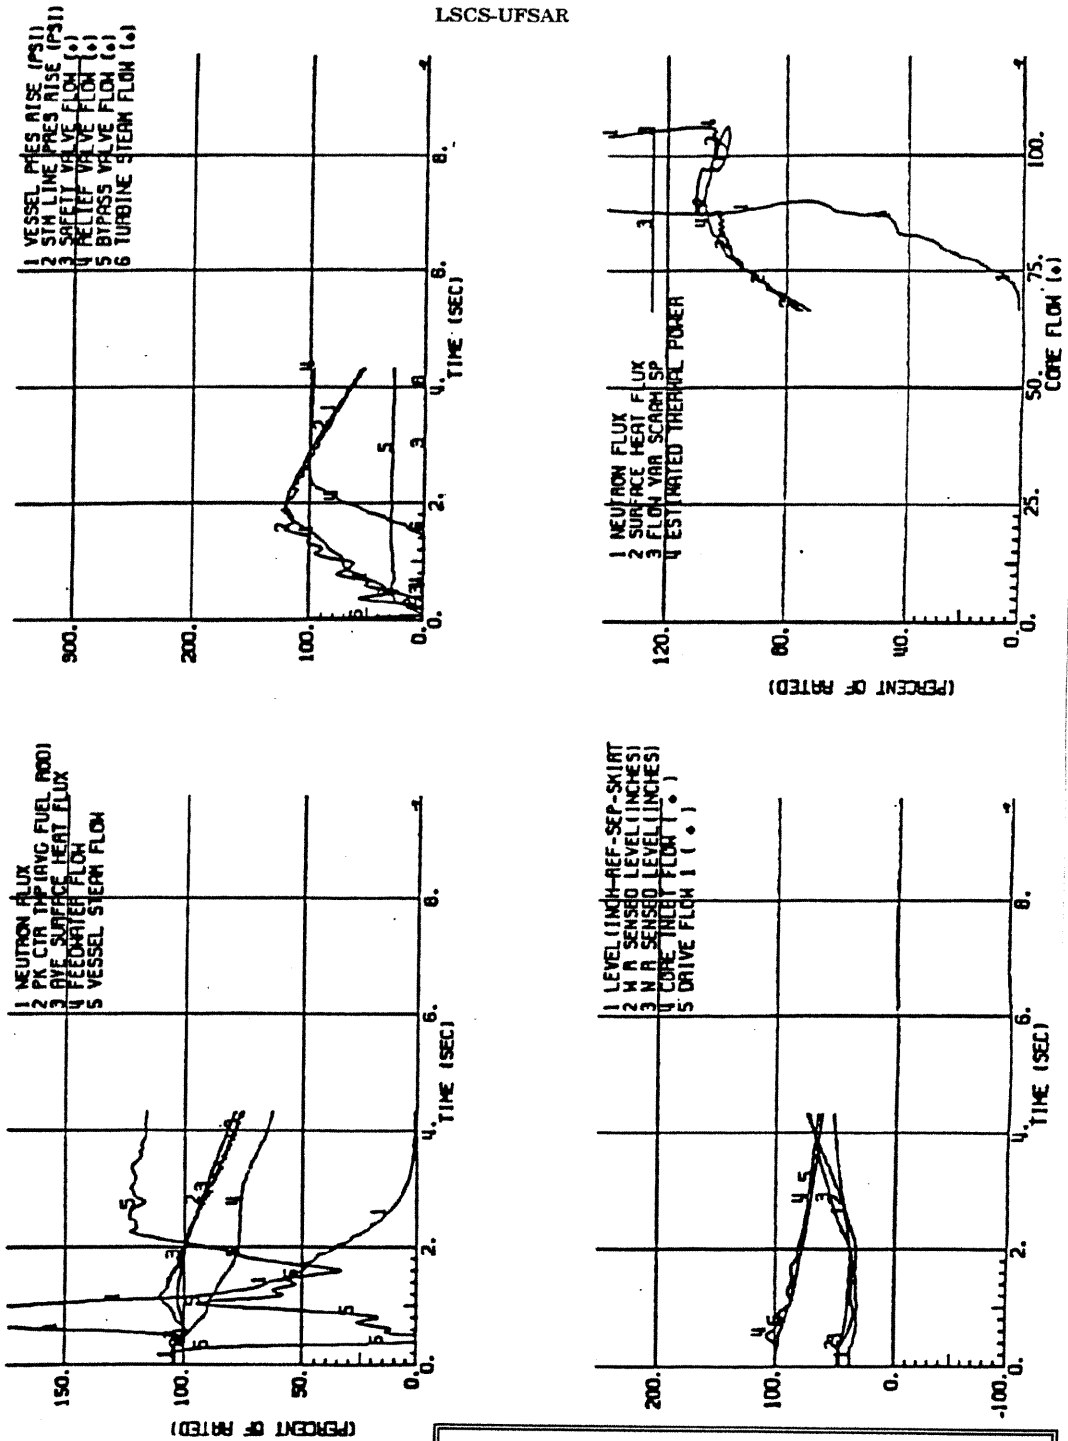 LSCS-UFSAR
1 VESSEL PRES RISE (PSI)
2 STM LINE PRES RISE (PSI)
3 SAFETY VALVE FLOW (%)
4 RELIEF VALVE FLOW (%)
5 BYPASS VALVE FLOW (%)
6 TURBINE STEAM FLOW (%)
300.
200.
100.
0.
0.
2.
4.
6.
8.
TIME (SEC)
1 NEUTRON FLUX
2 SURFACE HEAT FLUX
3 FLOW VAR SCRAM SP
4 ESTIMATED THERMAL POWER
120.
80.
40.
0.
(PERCENT OF RATED)
0.
25.
50.
75.
100.
CORE FLOW (%)
1 NEUTRON FLUX
2 PK CTR TMP (AVG FUEL ROD)
3 AVE SURFACE HEAT FLUX
4 FEEDWATER FLOW
5 VESSEL STEAM FLOW
150.
100.
50.
0.
(PERCENT OF RATED)
0.
2.
4.
6.
8.
TIME (SEC)
1 LEVEL(INCH-REF-SEP-SKIRT
2 W R SENSED LEVEL(INCHES)
3 N R SENSED LEVEL(INCHES)
4 CORE INLET FLOW (%)
5 DRIVE FLOW 1 (%)
200.
100.
0.
-100.
0.
2.
4.
6.
8.
TIME (SEC)